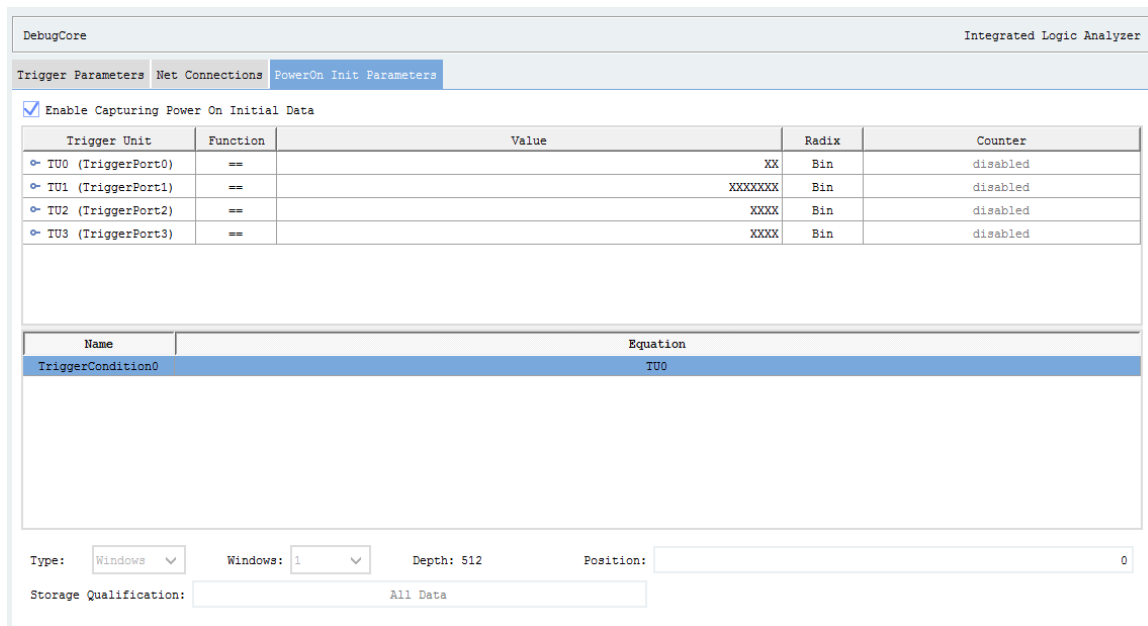 DebugCore Integrated Logic Analyzer
Trigger Parameters Net Connections PowerOn Init Parameters
Enable Capturing Power On Initial Data
Trigger Unit Function Value Radix Counter
TU0 (TriggerPort0) == XX Bin disabled
TU1 (TriggerPort1) == XXXXXXX Bin disabled
TU2 (TriggerPort2) == XXXX Bin disabled
TU3 (TriggerPort3) == XXXX Bin disabled
Name Equation
TriggerCondition0 TU0
Type: Windows Windows: 1 Depth: 512 Position: 0
Storage Qualification: All Data